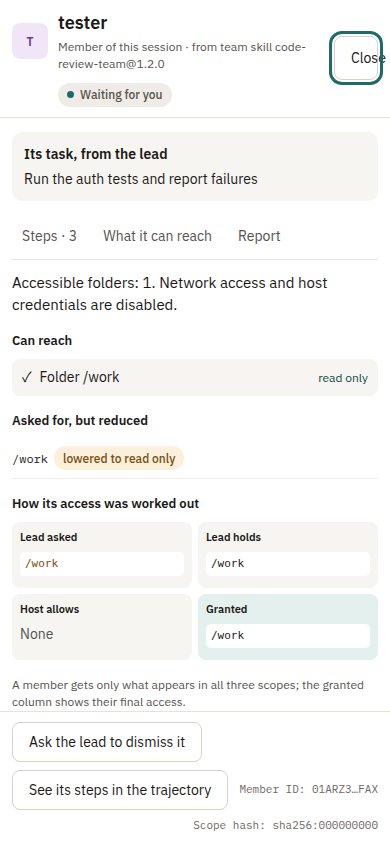 T
tester
Member of this session · from team skill code-
review-team@1.2.0
Waiting for you
Close
Its task, from the lead
Run the auth tests and report failures
Steps · 3
What it can reach
Report
Accessible folders: 1. Network access and host
credentials are disabled.
Can reach
✓ Folder /work
read only
Asked for, but reduced
/work lowered to read only
How its access was worked out
Lead asked
/work
Lead holds
/work
Host allows
None
Granted
/work
A member gets only what appears in all three scopes; the granted
column shows their final access.
Ask the lead to dismiss it
See its steps in the trajectory
Member ID: 01ARZ3…FAX
Scope hash: sha256:000000000